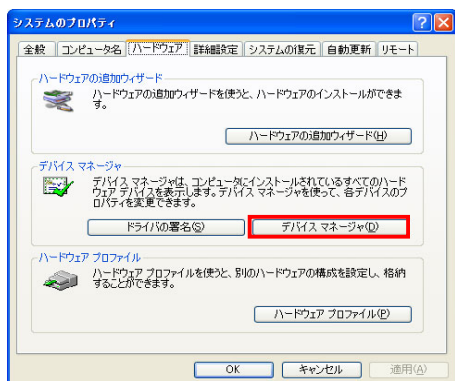 システムのプロパティ
全般 コンピュータ名 ハードウェア 詳細設定 システムの復元 自動更新 リモート
ハードウェアの追加ウィザード
ハードウェアの追加ウィザードを使うと、ハードウェアのインストールができま
す。
ハードウェアの追加ウィザード(H)
デバイス マネージャ
デバイス マネージャは、コンピュータにインストールされているすべてのハード
ウェア デバイスを表示します。デバイス マネージャを使って、各デバイスのプ
ロパティを変更できます。
ドライバの署名(S) デバイス マネージャ(D)
ハードウェア プロファイル
ハードウェア プロファイルを使うと、別のハードウェアの構成を設定し、格納
することができます。
ハードウェア プロファイル(P)
OK キャンセル 適用(A)